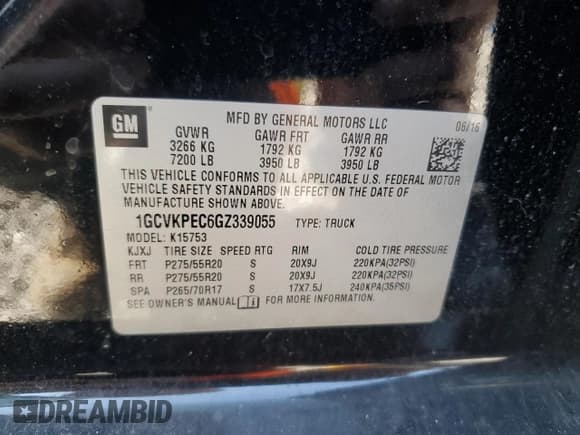 GM
MFD BY GENERAL MOTORS LLC
06/16
GVWR GAWR FRT GAWR RR
3266 KG 1792 KG 1792 KG
7200 LB 3950 LB 3950 LB
THIS VEHICLE CONFORMS TO ALL APPLICABLE U.S. FEDERAL MOTOR
VEHICLE SAFETY STANDARDS IN EFFECT ON THE DATE OF
MANUFACTURE SHOWN ABOVE.
1GCVKPEC6GZ339055 TYPE: TRUCK
MODEL: K15753
KJXJ TIRE SIZE SPEED RTG RIM COLD TIRE PRESSURE
FRT P275/55R20 S 20X9J 220KPA(32PSI)
RR P275/55R20 S 20X9J 220KPA(32PSI)
SPA P265/70R17 S 17X7.5J 240KPA(35PSI)
SEE OWNER'S MANUAL FOR MORE INFORMATION.
DREAMBID